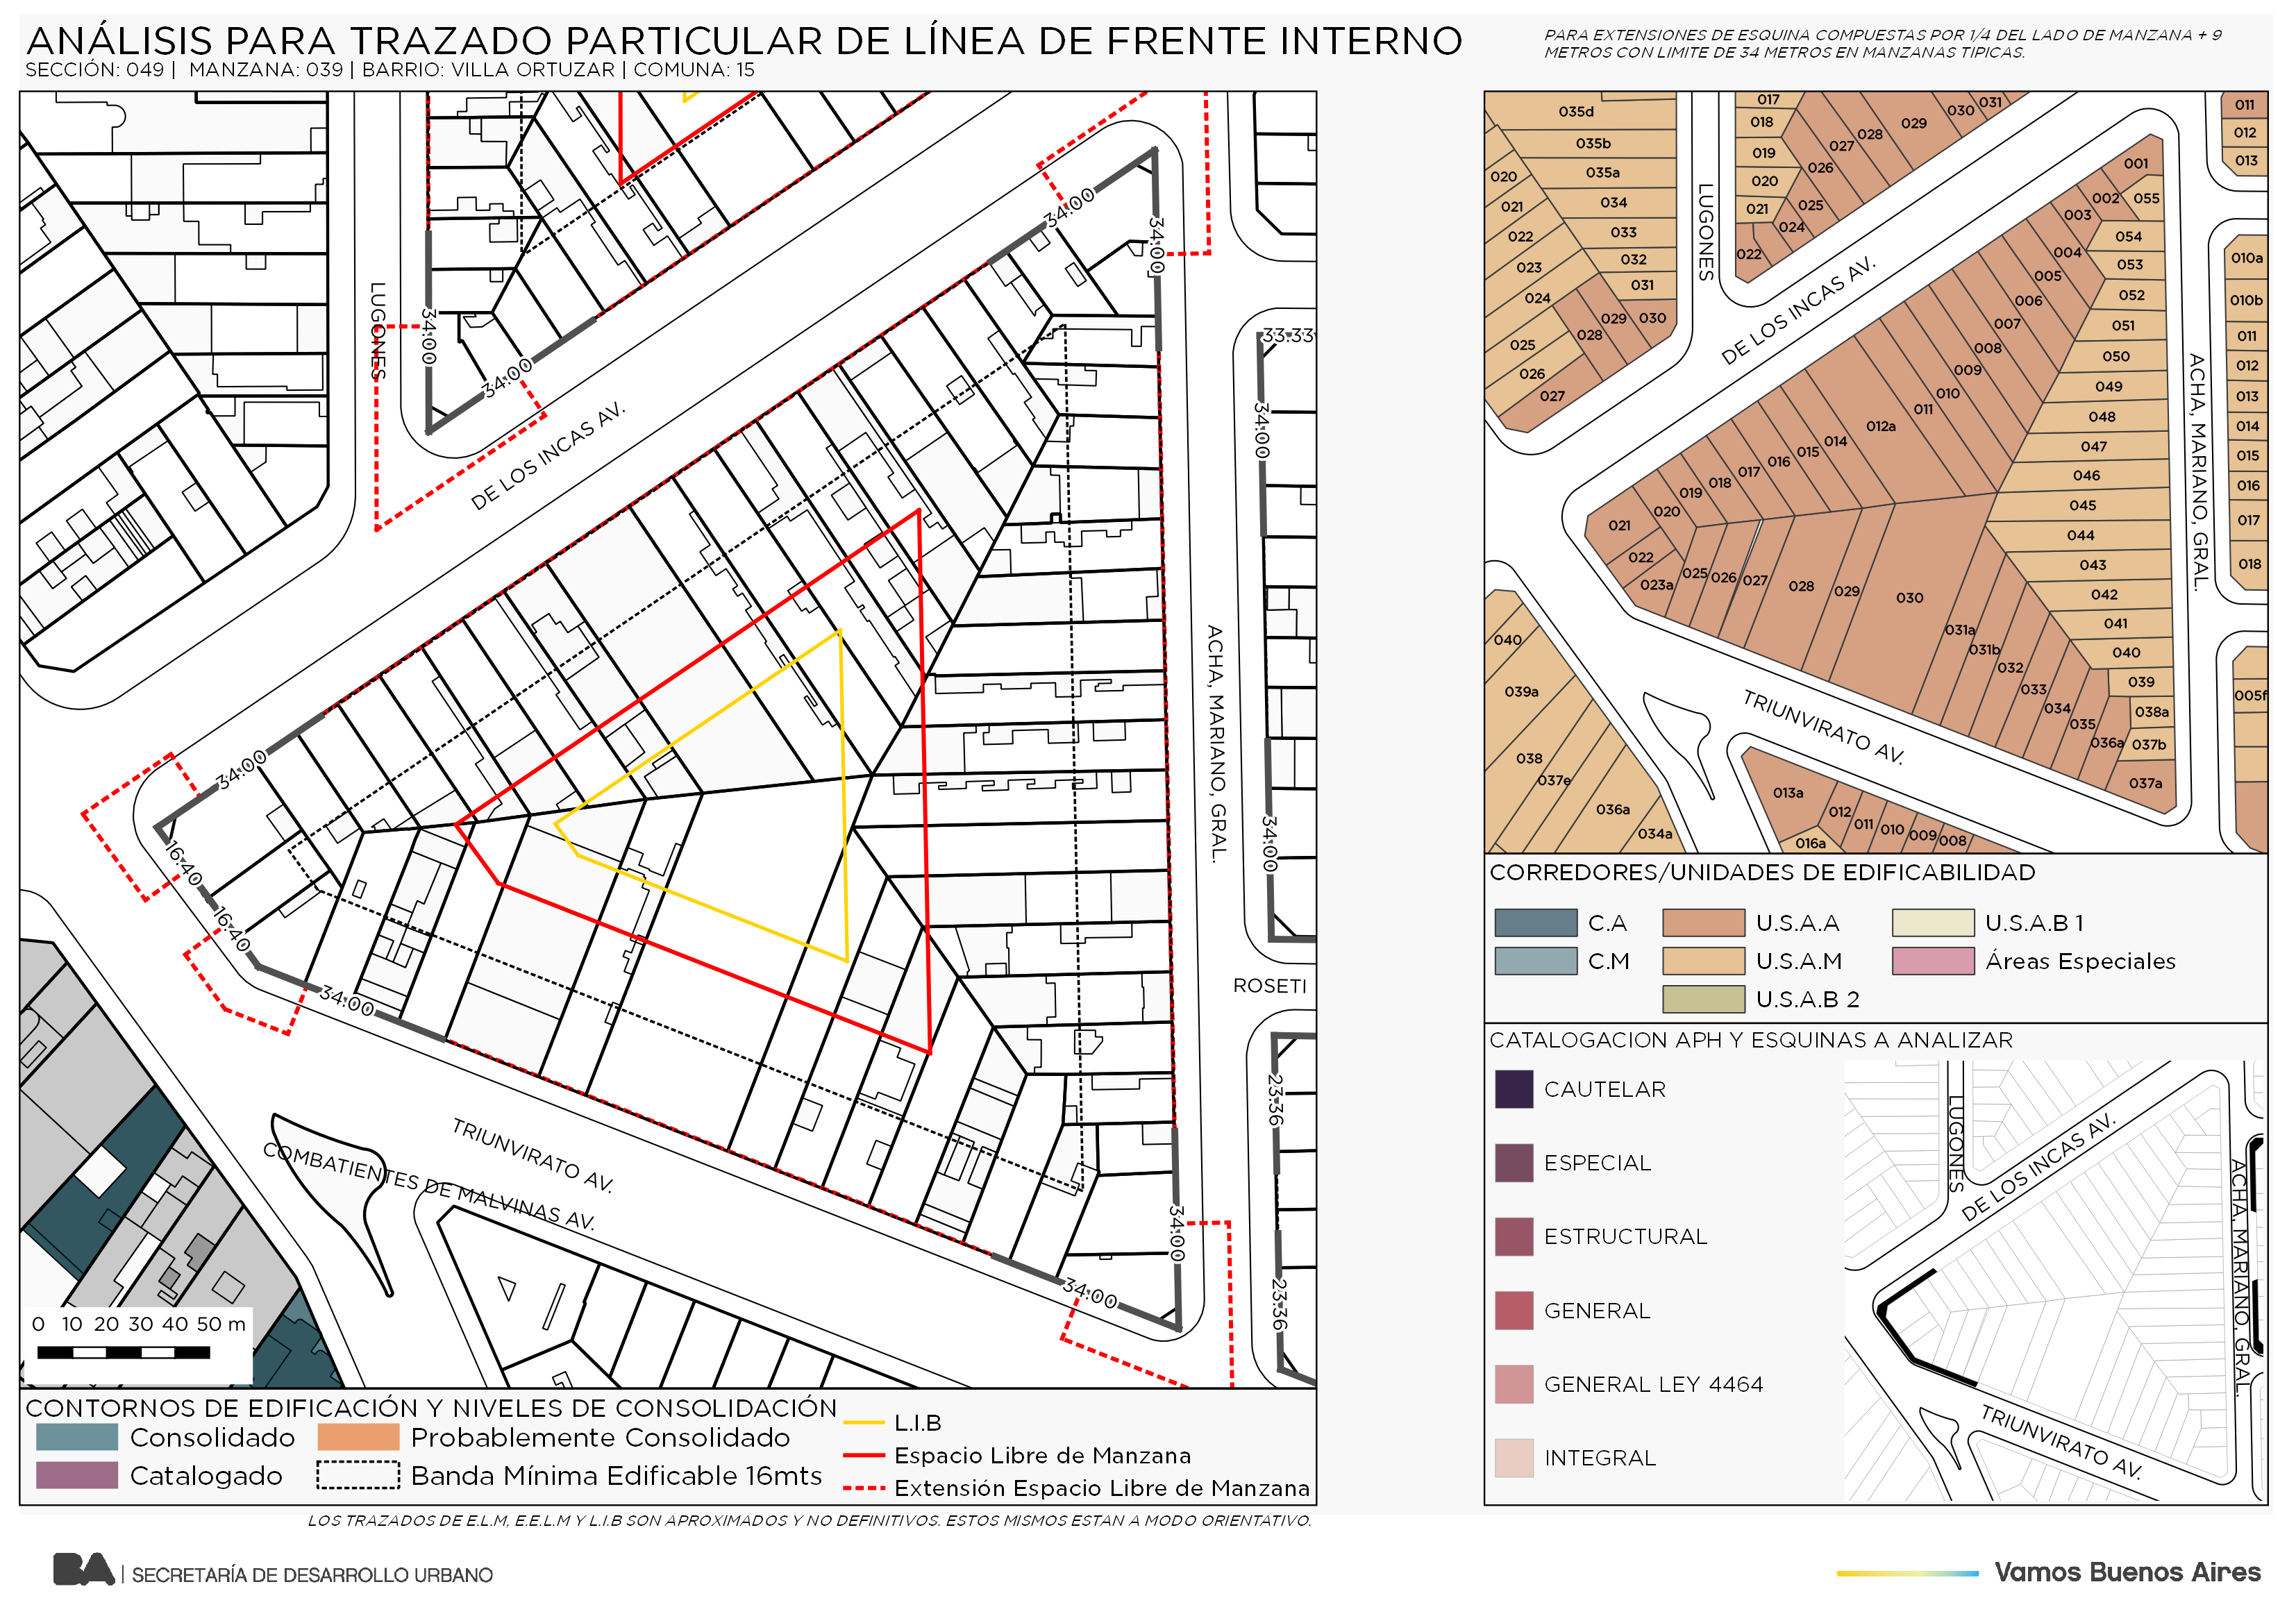 ANÁLISIS PARA TRAZADO PARTICULAR DE LÍNEA DE FRENTE INTERNO
SECCIÓN: 049 | MANZANA: 039 | BARRIO: VILLA ORTUZAR | COMUNA: 15
PARA EXTENSIONES DE ESQUINA COMPUESTAS POR 1/4 DEL LADO DE MANZANA + 9
METROS CON LIMITE DE 34 METROS EN MANZANAS TIPICAS.
LUGONES
34:00
34:00
DE LOS INCAS AV.
34:00
34:00
33:33
34:00
34:00
ACHA, MARIANO, GRAL.
34:00
16:40
16:40
34:00
ROSETI
23:36
23:36
34:00
34:00
TRIUNVIRATO AV.
COMBATIENTES DE MALVINAS AV.
0 10 20 30 40 50 m
CONTORNOS DE EDIFICACIÓN Y NIVELES DE CONSOLIDACIÓN
Consolidado
Probablemente Consolidado
Catalogado
Banda Mínima Edificable 16mts
L.I.B
Espacio Libre de Manzana
Extensión Espacio Libre de Manzana
LOS TRAZADOS DE E.L.M, E.E.L.M Y L.I.B SON APROXIMADOS Y NO DEFINITIVOS. ESTOS MISMOS ESTAN A MODO ORIENTATIVO.
035d
035b
035a
034
033
032
031
030
029
028
020
021
022
023
024
025
026
027
LUGONES
017
018
019
020
021
022
024
025
026
027
028
029
030
031
DE LOS INCAS AV.
011
012
013
001
002
055
003
054
004
053
005
052
006
051
007
050
008
049
009
048
010
047
011
046
012a
045
014
044
015
043
016
042
017
041
018
040
019
039
020
038a
021
037b
022
037a
023a
025
026
027
028
029
030
031a
031b
032
033
034
035
036a
ACHA, MARIANO, GRAL.
010a
010b
011
012
013
014
015
016
017
018
005f
TRIUNVIRATO AV.
040
039a
038
037e
036a
034a
013a
012
011
010
009
008
016a
CORREDORES/UNIDADES DE EDIFICABILIDAD
C.A
U.S.A.A
U.S.A.B 1
C.M
U.S.A.M
Áreas Especiales
U.S.A.B 2
CATALOGACION APH Y ESQUINAS A ANALIZAR
CAUTELAR
ESPECIAL
ESTRUCTURAL
GENERAL
GENERAL LEY 4464
INTEGRAL
LUGONES
DE LOS INCAS AV.
ACHA, MARIANO, GRAL.
TRIUNVIRATO AV.
BA | SECRETARÍA DE DESARROLLO URBANO
Vamos Buenos Aires